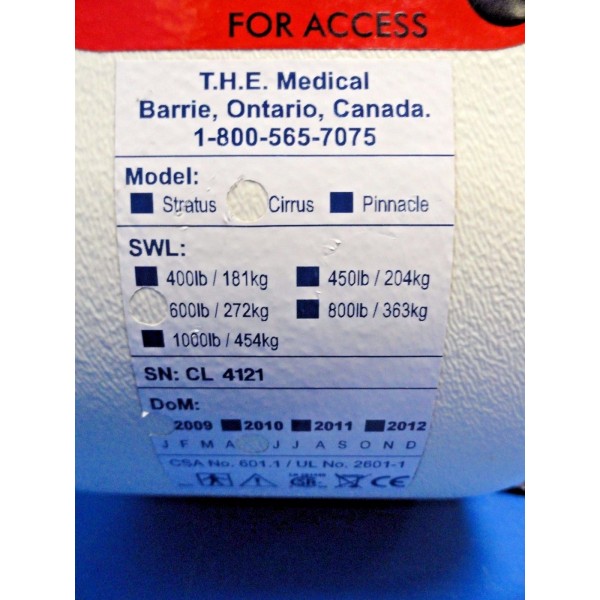 FOR ACCESS
T.H.E. Medical
Barrie, Ontario, Canada.
1-800-565-7075
Model:
Stratus Cirrus Pinnacle
SWL:
400lb / 181kg 450lb / 204kg
600lb / 272kg 800lb / 363kg
1000lb / 454kg
SN: CL 4121
DoM:
2009 2010 2011 2012
J F M A J J A S O N D
CSA No. 601.1 / UL No. 2601-1
CE